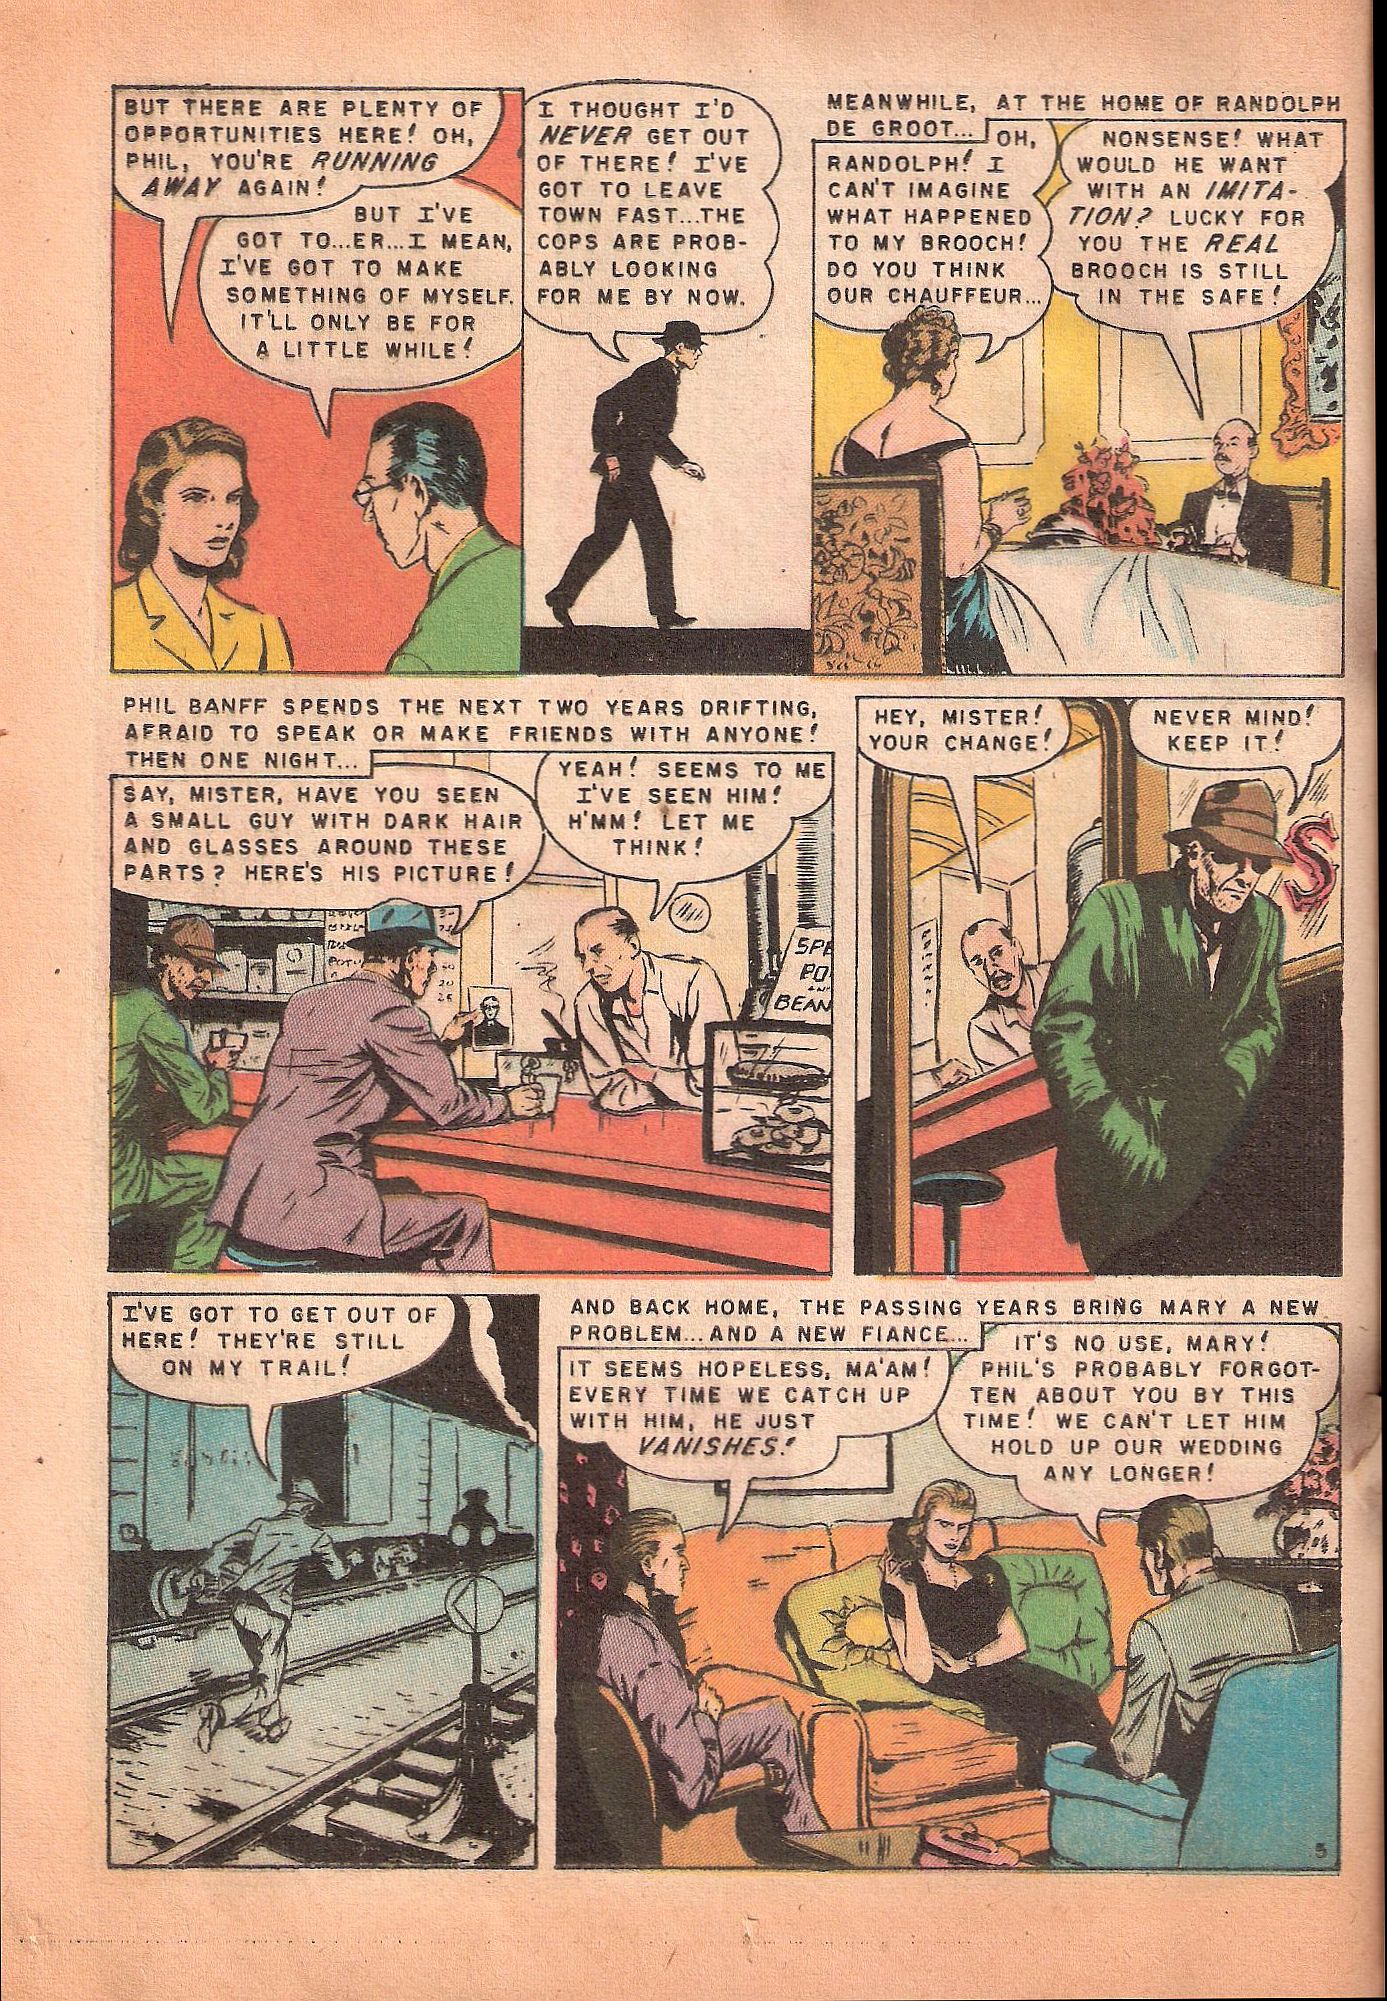 BUT THERE ARE PLENTY OF
OPPORTUNITIES HERE! OH,
PHIL, YOU'RE RUNNING
AWAY AGAIN!
BUT I'VE
GOT TO...ER...I MEAN,
I'VE GOT TO MAKE
SOMETHING OF MYSELF.
IT'LL ONLY BE FOR
A LITTLE WHILE!
I THOUGHT I'D
NEVER GET OUT
OF THERE! I'VE
GOT TO LEAVE
TOWN FAST...THE
COPS ARE PROB-
ABLY LOOKING
FOR ME BY NOW.
MEANWHILE, AT THE HOME OF RANDOLPH
DE GROOT...
OH,
RANDOLPH! I
CAN'T IMAGINE
WHAT HAPPENED
TO MY BROOCH!
DO YOU THINK
OUR CHAUFFEUR...
NONSENSE! WHAT
WOULD HE WANT
WITH AN IMITA-
TION? LUCKY FOR
YOU THE REAL
BROOCH IS STILL
IN THE SAFE!
PHIL BANFF SPENDS THE NEXT TWO YEARS DRIFTING,
AFRAID TO SPEAK OR MAKE FRIENDS WITH ANYONE!
THEN ONE NIGHT...
SAY, MISTER, HAVE YOU SEEN
A SMALL GUY WITH DARK HAIR
AND GLASSES AROUND THESE
PARTS? HERE'S HIS PICTURE!
YEAH! SEEMS TO ME
I'VE SEEN HIM!
H'MM! LET ME
THINK!
SPE
PO
AND
BEAN
HEY, MISTER!
YOUR CHANGE!
NEVER MIND!
KEEP IT!
S
I'VE GOT TO GET OUT OF
HERE! THEY'RE STILL
ON MY TRAIL!
AND BACK HOME, THE PASSING YEARS BRING MARY A NEW
PROBLEM...AND A NEW FIANCE...
IT SEEMS HOPELESS, MA'AM!
EVERY TIME WE CATCH UP
WITH HIM, HE JUST
VANISHES!
IT'S NO USE, MARY!
PHIL'S PROBABLY FORGOT-
TEN ABOUT YOU BY THIS
TIME! WE CAN'T LET HIM
HOLD UP OUR WEDDING
ANY LONGER!
5